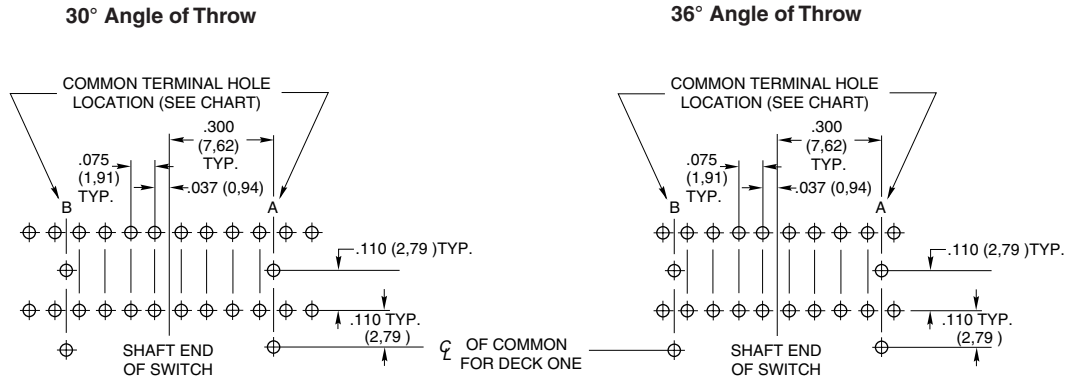 30° Angle of Throw
COMMON TERMINAL HOLE
LOCATION (SEE CHART)
.300
(7,62)
TYP.
.075
(1,91)
TYP.
.037 (0,94)
B
A
.110 (2,79 )TYP.
.110 TYP.
(2,79 )
SHAFT END
OF SWITCH
℄ OF COMMON
FOR DECK ONE
36° Angle of Throw
COMMON TERMINAL HOLE
LOCATION (SEE CHART)
.300
(7,62)
TYP.
.075
(1,91)
TYP.
.037 (0,94)
B
A
.110 (2,79 )TYP.
.110 TYP.
(2,79 )
SHAFT END
OF SWITCH